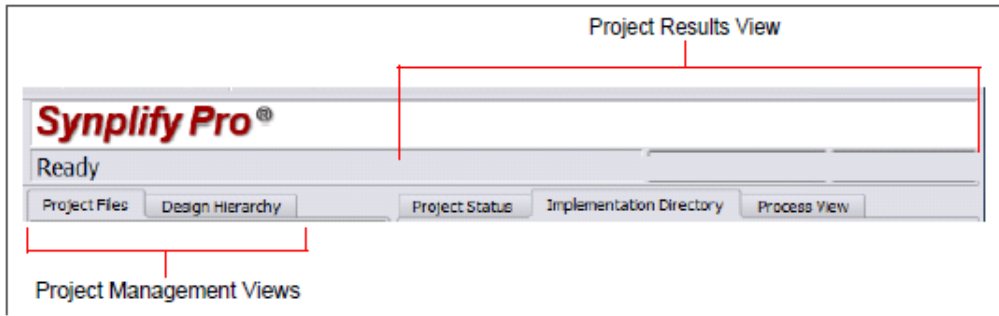 Project Results View
Synplify Pro®
Ready
Project Files Design Hierarchy Project Status Implementation Directory Process View
Project Management Views